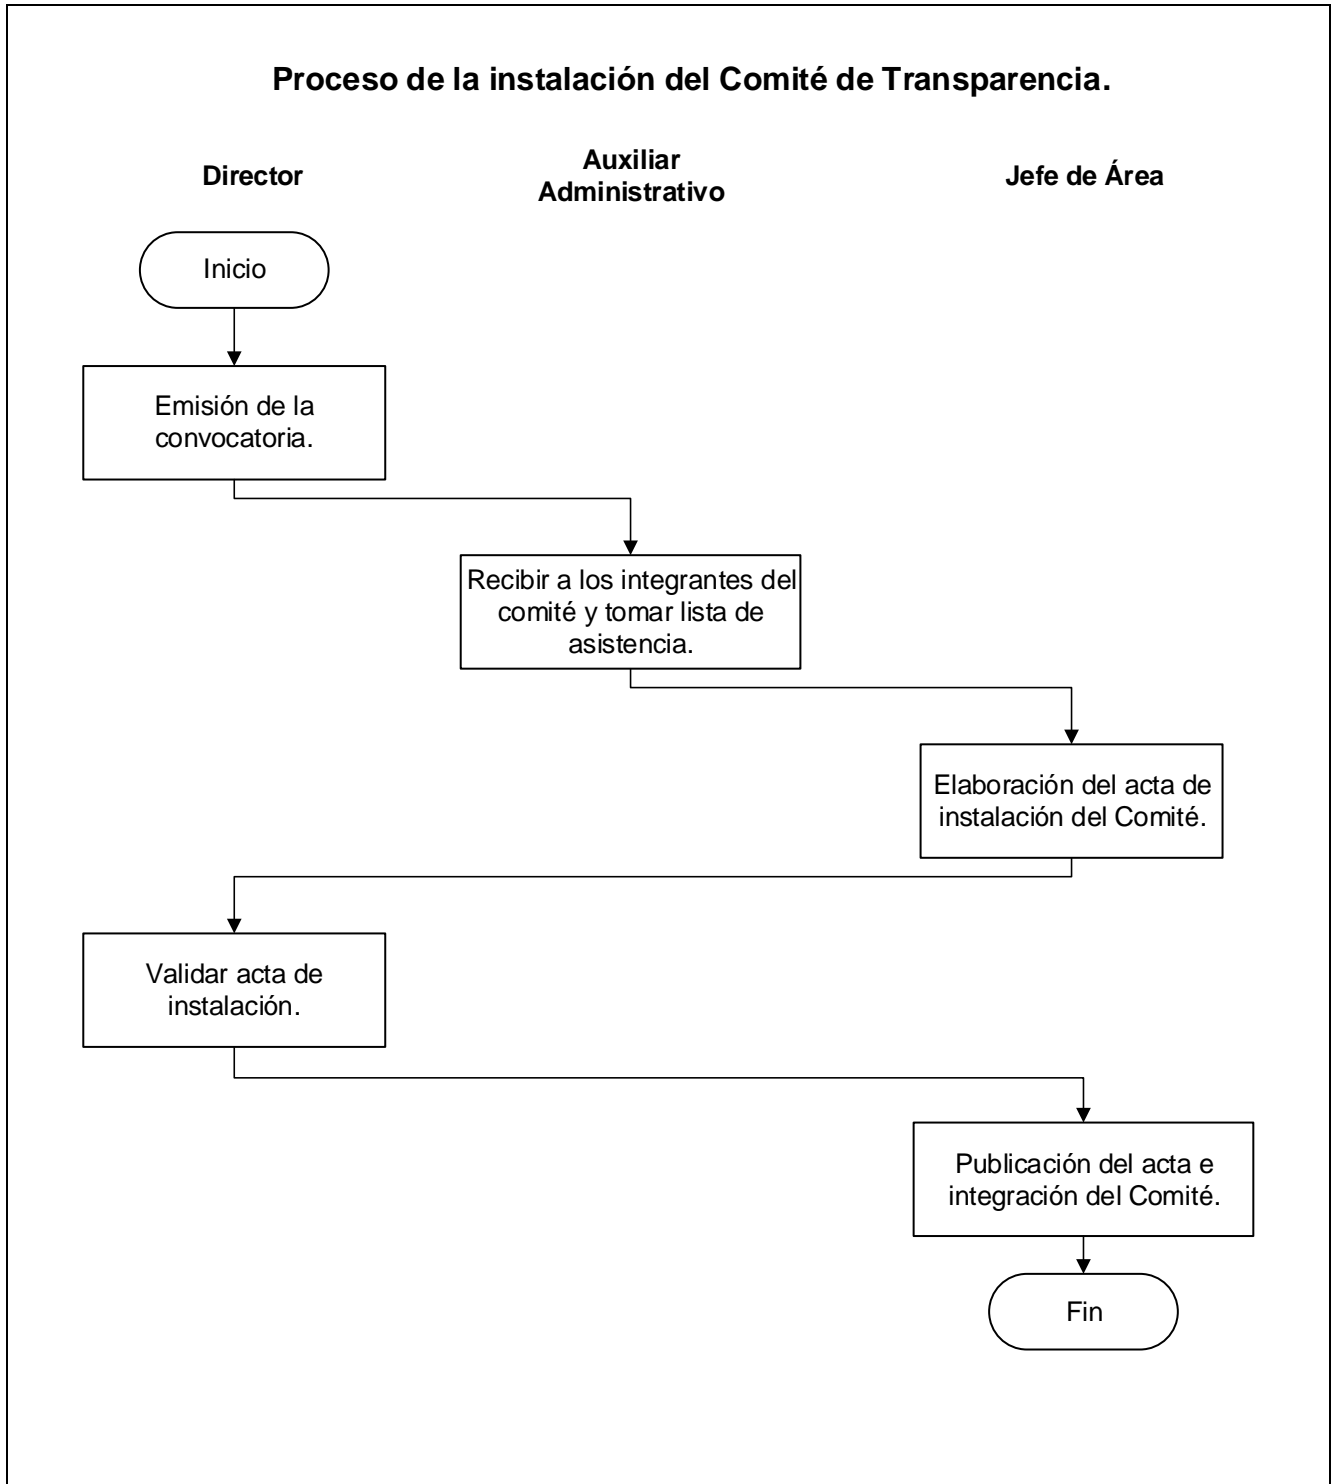 Proceso de la instalación del Comité de Transparencia.
Director
Auxiliar
Administrativo
Jefe de Área
Inicio
Emisión de la
convocatoria.
Recibir a los integrantes del
comité y tomar lista de
asistencia.
Elaboración del acta de
instalación del Comité.
Validar acta de
instalación.
Publicación del acta e
integración del Comité.
Fin